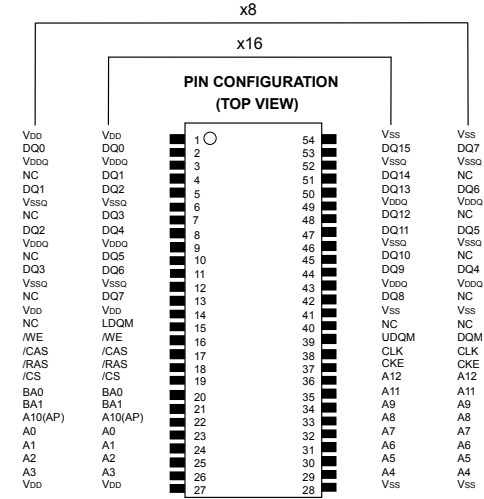 x8
x16
PIN CONFIGURATION
(TOP VIEW)
VDD VDD 1 54 VSS VSS
DQ0 DQ0 2 53 DQ15 DQ7
VDDQ VDDQ 3 52 VSSQ VSSQ
NC DQ1 4 51 DQ14 NC
DQ1 DQ2 5 50 DQ13 DQ6
VSSQ VSSQ 6 49 VDDQ VDDQ
NC DQ3 7 48 DQ12 NC
DQ2 DQ4 8 47 DQ11 DQ5
VDDQ VDDQ 9 46 VSSQ VSSQ
NC DQ5 10 45 DQ10 NC
DQ3 DQ6 11 44 DQ9 DQ4
VSSQ VSSQ 12 43 VDDQ VDDQ
NC DQ7 13 42 DQ8 NC
VDD VDD 14 41 VSS VSS
NC LDQM 15 40 NC NC
/WE /WE 16 39 UDQM DQM
/CAS /CAS 17 38 CLK CLK
/RAS /RAS 18 37 CKE CKE
/CS /CS 19 36 A12 A12
BA0 BA0 20 35 A11 A11
BA1 BA1 21 34 A9 A9
A10(AP) A10(AP) 22 33 A8 A8
A0 A0 23 32 A7 A7
A1 A1 24 31 A6 A6
A2 A2 25 30 A5 A5
A3 A3 26 29 A4 A4
VDD VDD 27 28 VSS VSS